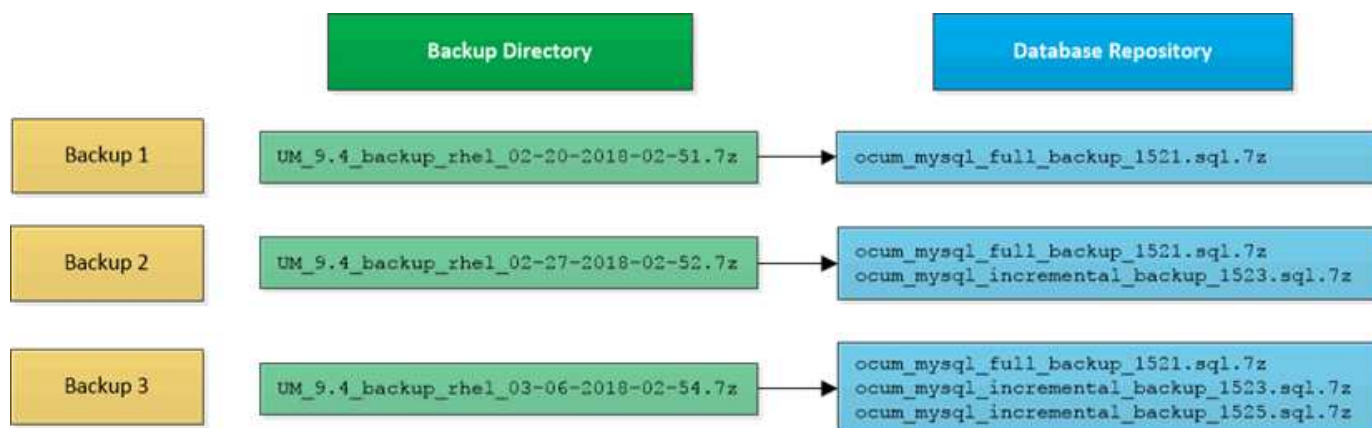 Backup Directory
Database Repository
Backup 1
UM_9.4_backup_rhel_02-20-2018-02-51.7z
ocum_mysql_full_backup_1521.sql.7z
Backup 2
UM_9.4_backup_rhel_02-27-2018-02-52.7z
ocum_mysql_full_backup_1521.sql.7z
ocum_mysql_incremental_backup_1523.sql.7z
Backup 3
UM_9.4_backup_rhel_03-06-2018-02-54.7z
ocum_mysql_full_backup_1521.sql.7z
ocum_mysql_incremental_backup_1523.sql.7z
ocum_mysql_incremental_backup_1525.sql.7z